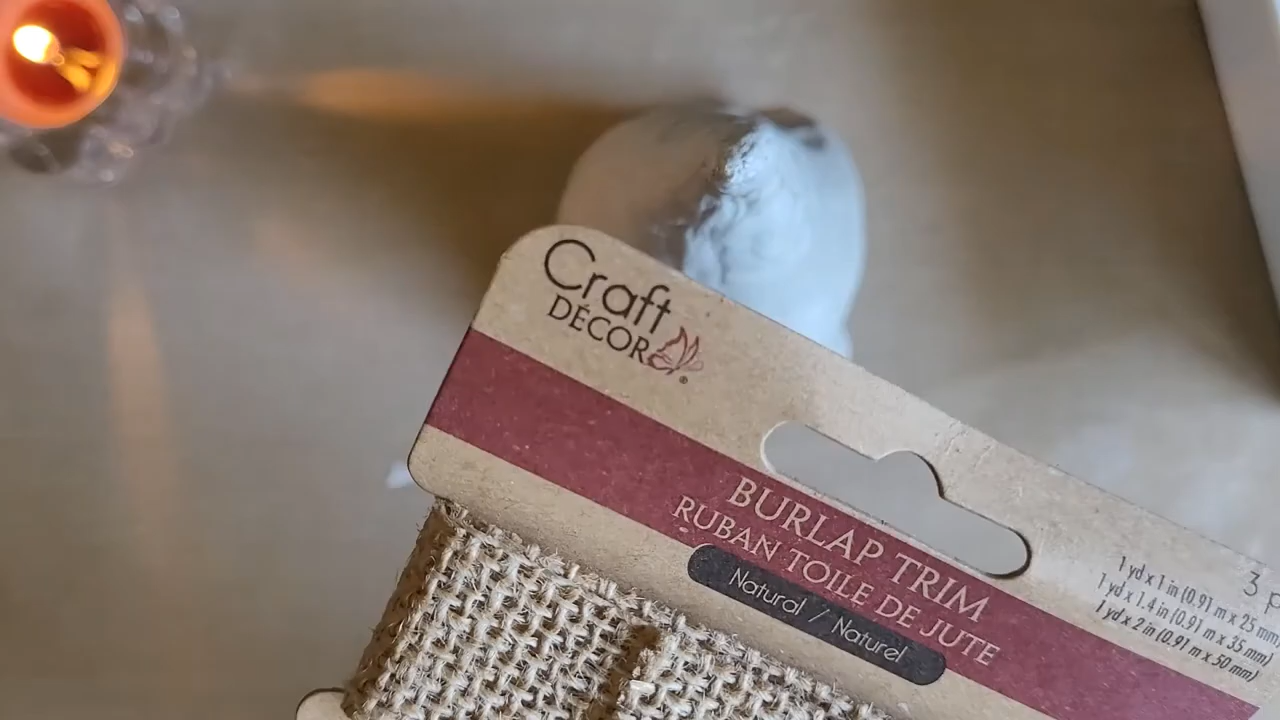 Craft
DÉCOR®
BURLAP TRIM
RUBAN TOILE DE JUTE
Natural / Naturel
3
1 yd x 1 in (0.91 m x 25 mm)
1 yd x 1.4 in (0.91 m x 35 mm)
1 yd x 2 in (0.91 m x 50 mm)